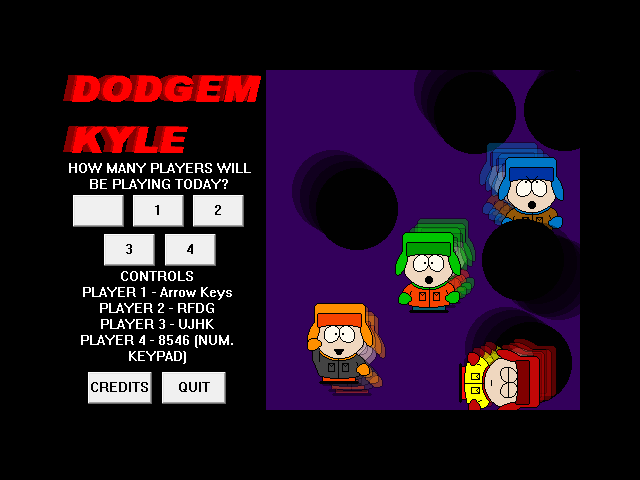 DODGEM
KYLE
HOW MANY PLAYERS WILL
BE PLAYING TODAY?
1 2
3 4
CONTROLS
PLAYER 1 - Arrow Keys
PLAYER 2 - RFDG
PLAYER 3 - UJHK
PLAYER 4 - 8546 (NUM.
KEYPAD)
CREDITS QUIT